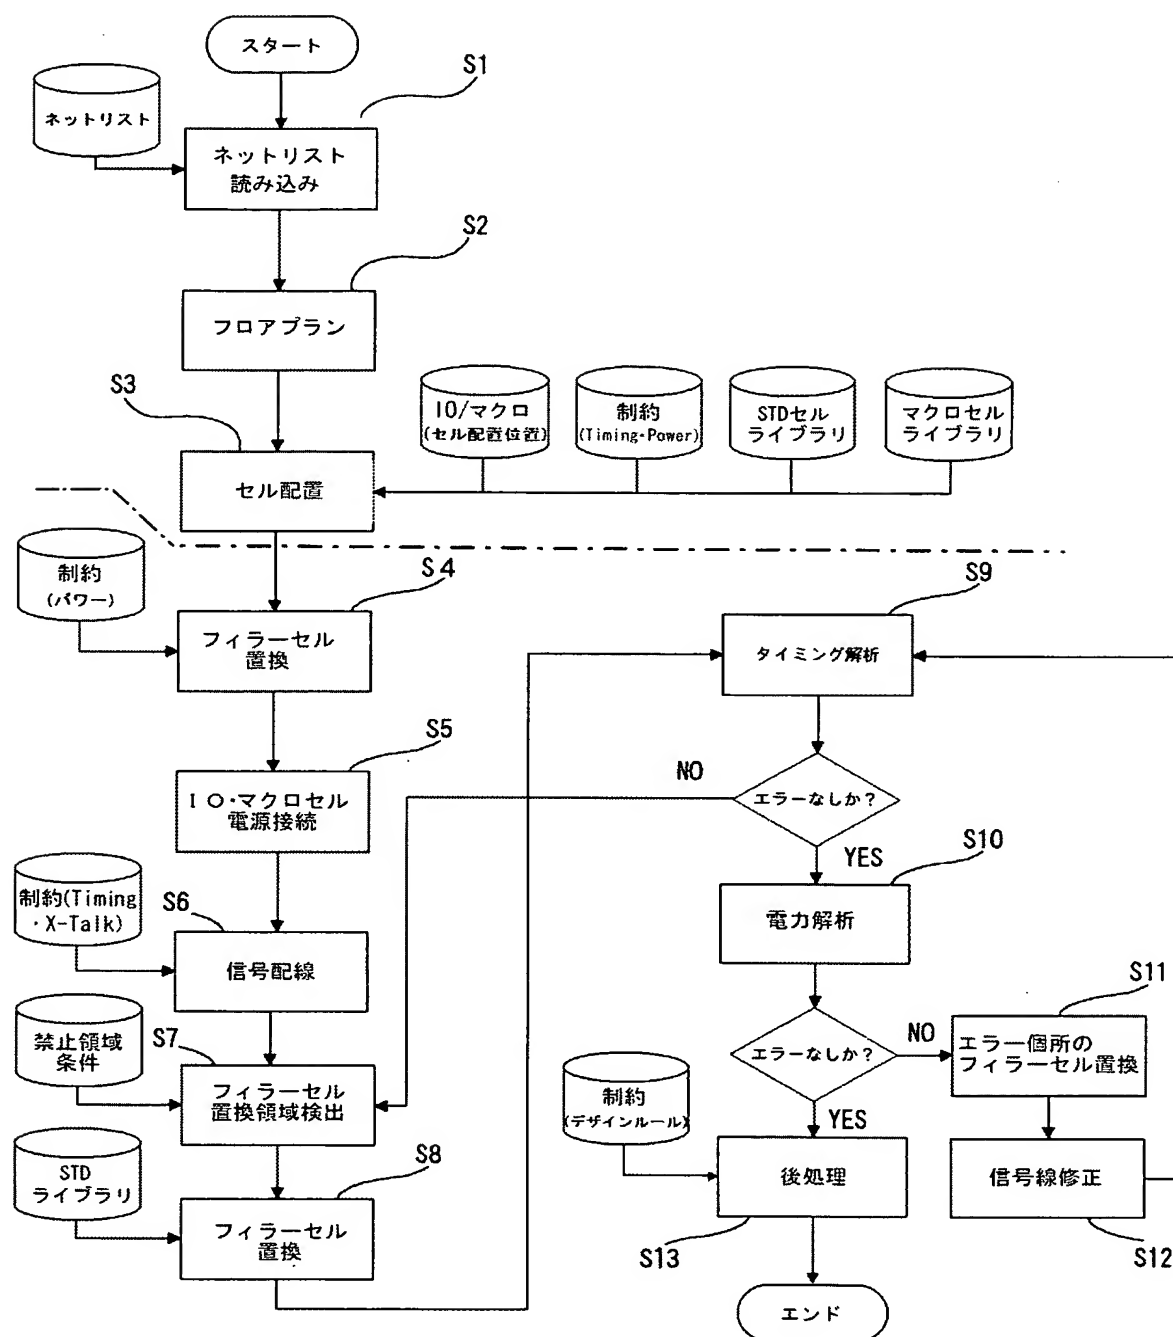 スタート
S1
ネットリスト
ネットリスト
読み込み
S2
フロアプラン
S3
IO/マクロ
(セル配置位置)
制約
(Timing・Power)
STDセル
ライブラリ
マクロセル
ライブラリ
セル配置
制約
(パワー)
S4
フィラーセル
置換
S5
IO・マクロセル
電源接続
制約(Timing
・X-Talk)
S6
信号配線
禁止領域
条件
S7
フィラーセル
置換領域検出
STD
ライブラリ
S8
フィラーセル
置換
S9
タイミング解析
NO
エラーなしか?
YES
S10
電力解析
エラーなしか?
NO
S11
エラー個所の
フィラーセル置換
制約
(デザインルール)
YES
後処理
信号線修正
S13
S12
エンド